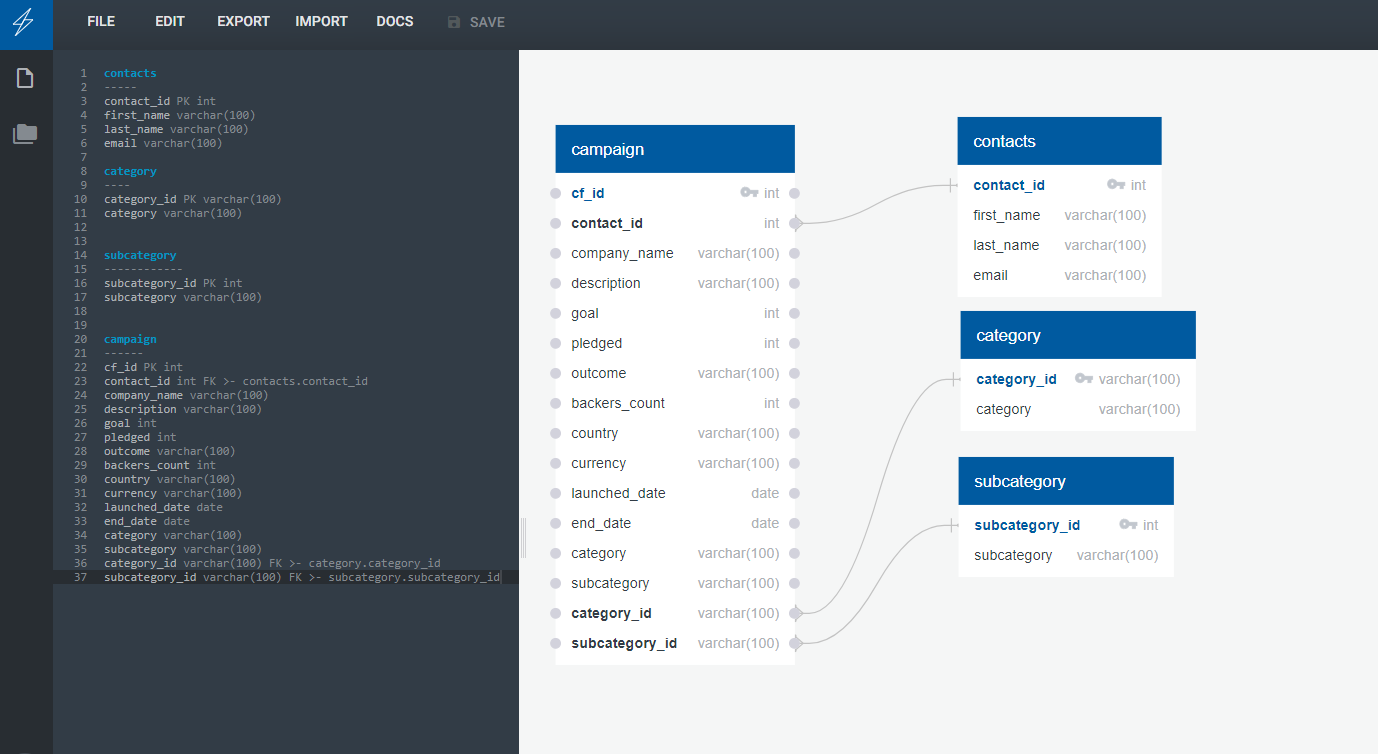 FILE EDIT EXPORT IMPORT DOCS SAVE
1 contacts
2 -----
3 contact_id PK int
4 first_name varchar(100)
5 last_name varchar(100)
6 email varchar(100)
7
8 category
9 ----
10 category_id PK varchar(100)
11 category varchar(100)
12
13
14 subcategory
15 ------------
16 subcategory_id PK int
17 subcategory varchar(100)
18
19
20 campaign
21 ------
22 cf_id PK int
23 contact_id int FK >- contacts.contact_id
24 company_name varchar(100)
25 description varchar(100)
26 goal int
27 pledged int
28 outcome varchar(100)
29 backers_count int
30 country varchar(100)
31 currency varchar(100)
32 launched_date date
33 end_date date
34 category varchar(100)
35 subcategory varchar(100)
36 category_id varchar(100) FK >- category.category_id
37 subcategory_id varchar(100) FK >- subcategory.subcategory_id
campaign
cf_id int
contact_id int
company_name varchar(100)
description varchar(100)
goal int
pledged int
outcome varchar(100)
backers_count int
country varchar(100)
currency varchar(100)
launched_date date
end_date date
category varchar(100)
subcategory varchar(100)
category_id varchar(100)
subcategory_id varchar(100)
contacts
contact_id int
first_name varchar(100)
last_name varchar(100)
email varchar(100)
category
category_id varchar(100)
category varchar(100)
subcategory
subcategory_id int
subcategory varchar(100)